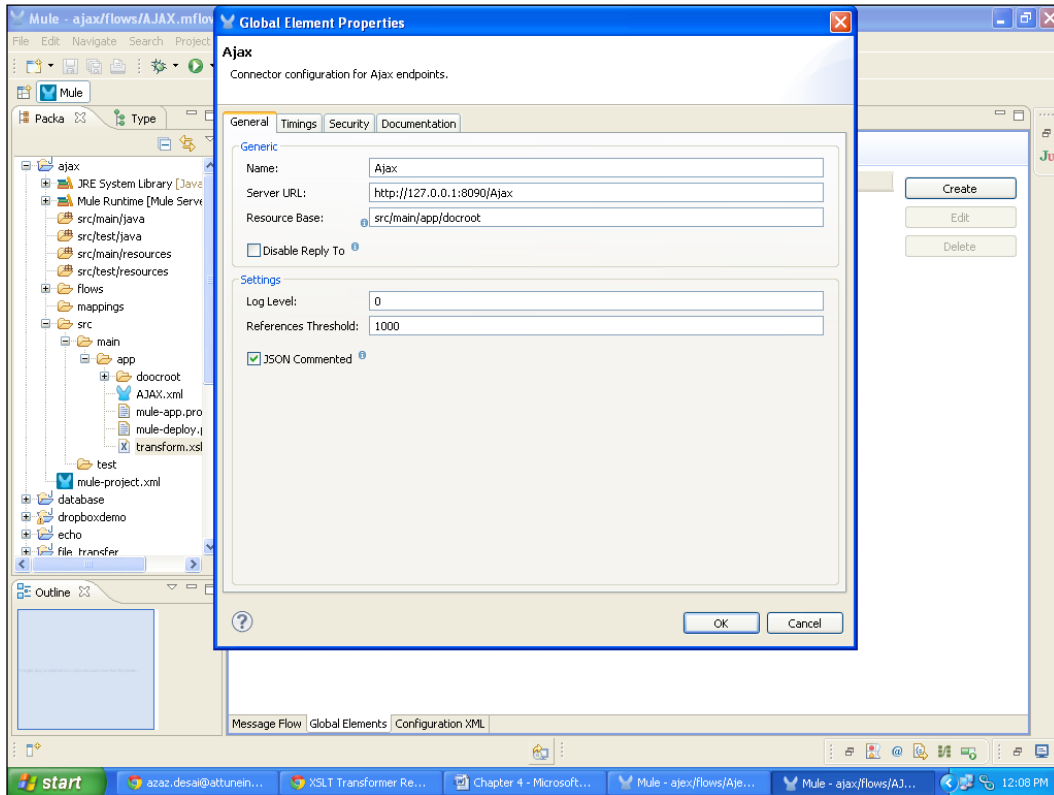 Mule - ajax/flows/AJAX.mflow
File Edit Navigate Search Project
Mule
Packa
Type
ajax
JRE System Library [Java
Mule Runtime [Mule Serve
src/main/java
src/test/java
src/main/resources
src/test/resources
flows
mappings
src
main
app
doocroot
AJAX.xml
mule-app.pro
mule-deploy.p
transform.xsl
test
mule-project.xml
database
dropboxdemo
echo
file_transfer
Outline
Global Element Properties
Ajax
Connector configuration for Ajax endpoints.
General Timings Security Documentation
Generic
Name: Ajax
Server URL: http://127.0.0.1:8090/Ajax
Resource Base: src/main/app/docroot
Disable Reply To
Settings
Log Level: 0
References Threshold: 1000
JSON Commented
OK Cancel
Create
Edit
Delete
Ju
Message Flow Global Elements Configuration XML
start
azaz.desai@attunein...
XSLT Transformer Re...
Chapter 4 - Microsoft...
Mule - ajex/flows/Aje...
Mule - ajax/flows/AJ...
12:08 PM